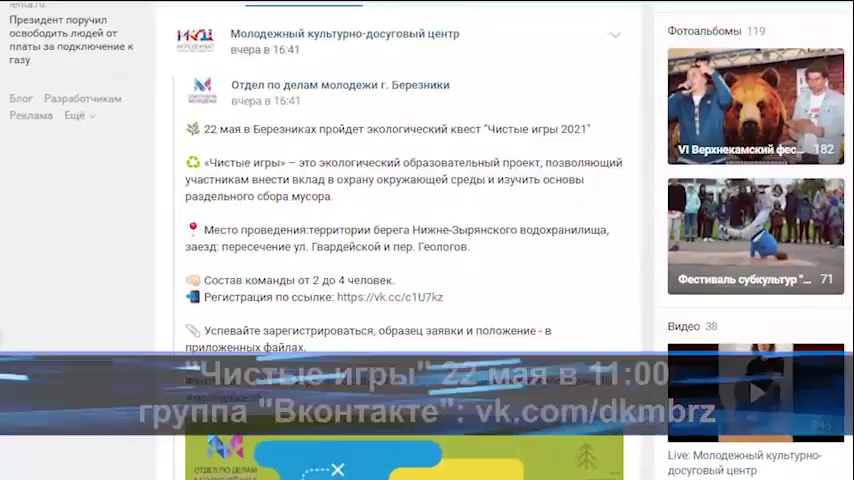 lenta.ru
Президент поручил
освободить людей от
платы за подключение к
газу
Блог Разработчикам
Реклама Ещё
Молодежный культурно-досуговый центр
вчера в 16:41
Отдел по делам молодежи г. Березники
вчера в 16:41
22 мая в Березниках пройдет экологический квест "Чистые игры 2021"
«Чистые игры» – это экологический образовательный проект, позволяющий
участникам внести вклад в охрану окружающей среды и изучить основы
раздельного сбора мусора.
Место проведения:территории берега Нижне-Зырянского водохранилища,
заезд: пересечение ул. Гвардейской и пер. Геологов.
Состав команды от 2 до 4 человек.
Регистрация по ссылке: https://vk.cc/c1U7kz
Успевайте зарегистрироваться, образец заявки и положение - в
приложенных файлах.
"Чистые игры" 22 мая в 11:00
группа "Вконтакте": vk.com/dkmbrz
ОТДЕЛ ПО ДЕЛАМ
Фотоальбомы 119
VI Верхнекамский фес... 182
Фестиваль субкультур "... 71
Видео 38
Live: Молодежный культурно-
досуговый центр